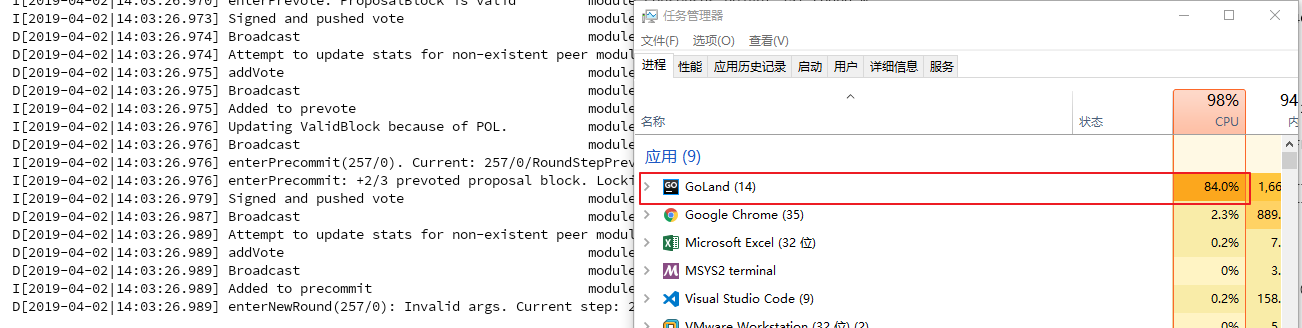 I[2019-04-02|14:03:26.970] enterPrevote: ProposalBlock is valid module
I[2019-04-02|14:03:26.973] Signed and pushed vote module
D[2019-04-02|14:03:26.974] Broadcast module
D[2019-04-02|14:03:26.974] Attempt to update stats for non-existent peer modul
D[2019-04-02|14:03:26.975] addVote module
D[2019-04-02|14:03:26.975] Broadcast module
I[2019-04-02|14:03:26.976] Added to prevote module
I[2019-04-02|14:03:26.976] Updating ValidBlock because of POL. module
D[2019-04-02|14:03:26.976] Broadcast module
I[2019-04-02|14:03:26.976] enterPrecommit(257/0). Current: 257/0/RoundStepPrev
I[2019-04-02|14:03:26.976] enterPrecommit: +2/3 prevoted proposal block. Locki
I[2019-04-02|14:03:26.979] Signed and pushed vote module
D[2019-04-02|14:03:26.987] Broadcast module
D[2019-04-02|14:03:26.989] Attempt to update stats for non-existent peer modul
D[2019-04-02|14:03:26.989] addVote module
D[2019-04-02|14:03:26.989] Broadcast module
I[2019-04-02|14:03:26.989] Added to precommit module
D[2019-04-02|14:03:26.989] enterNewRound(257/0): Invalid args. Current step: 2
任务管理器
文件(F) 选项(O) 查看(V)
进程 性能 应用历史记录 启动 用户 详细信息 服务
98% 94
名称 状态 CPU 内
应用 (9)
GoLand (14) 84.0% 1,66
Google Chrome (35) 2.3% 889.
Microsoft Excel (32 位) 0.2% 7.
MSYS2 terminal 0% 3.
Visual Studio Code (9) 0.2% 158.
VMware Workstation (32 位) (2) 0% 5